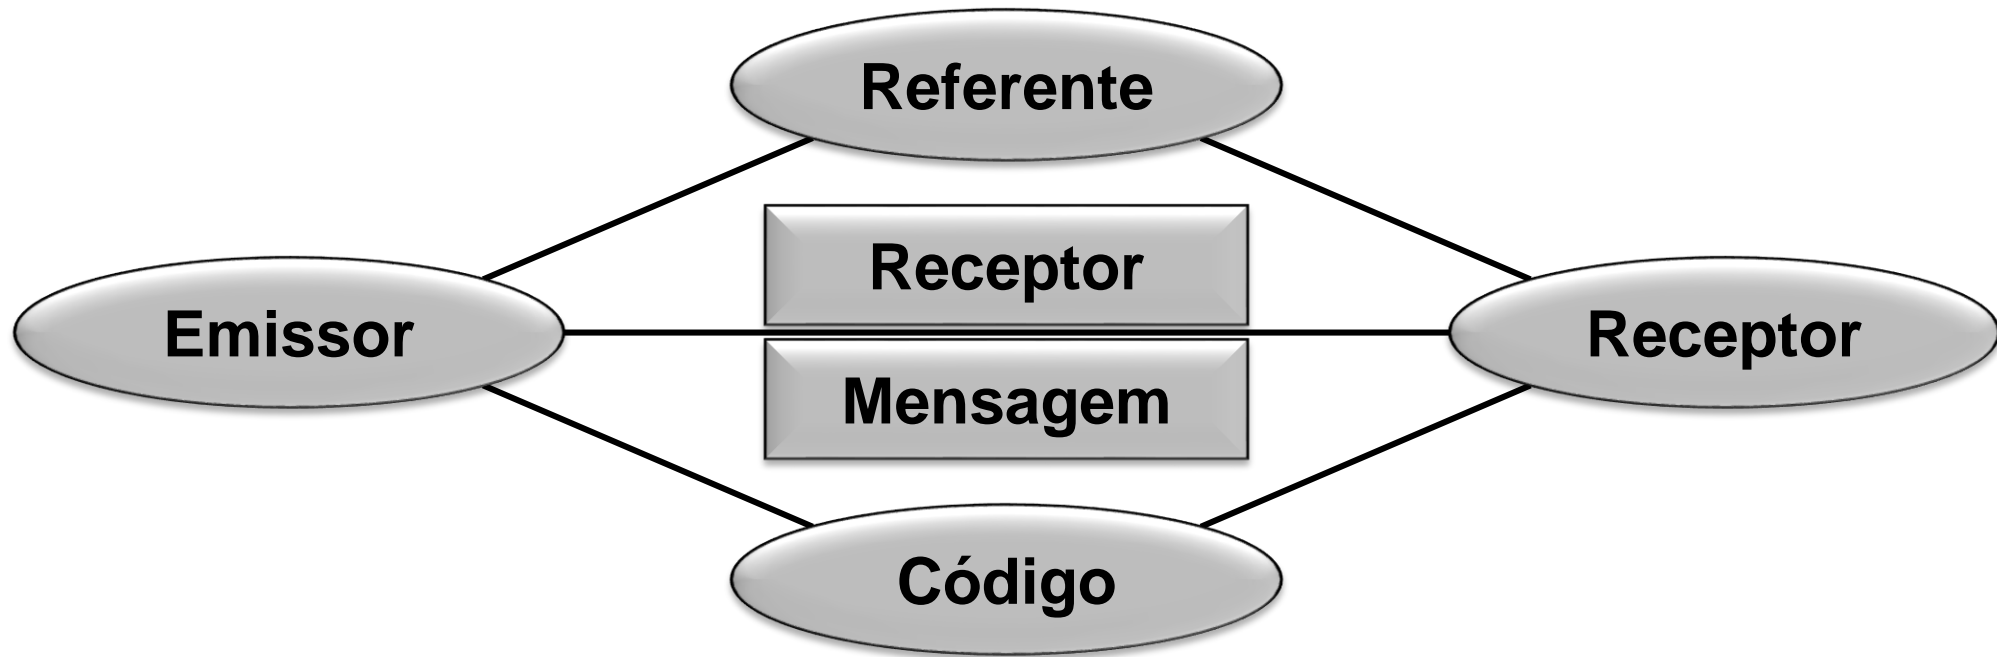 Referente
Receptor
Emissor
Receptor
Mensagem
Código